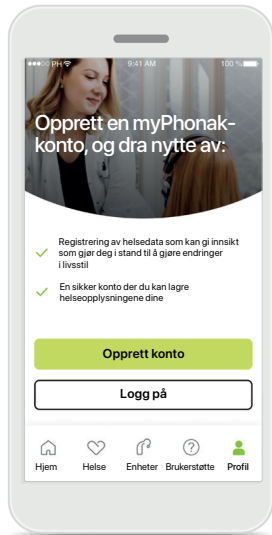 ●●●○○ PH 9:41 AM 100 %
Opprett en myPhonak-
konto, og dra nytte av:
Registrering av helsedata som kan gi innsikt
som gjør deg i stand til å gjøre endringer
i livsstil
En sikker konto der du kan lagre
helseopplysningene dine
Opprett konto
Logg på
Hjem Helse Enheter Brukerstøtte Profil